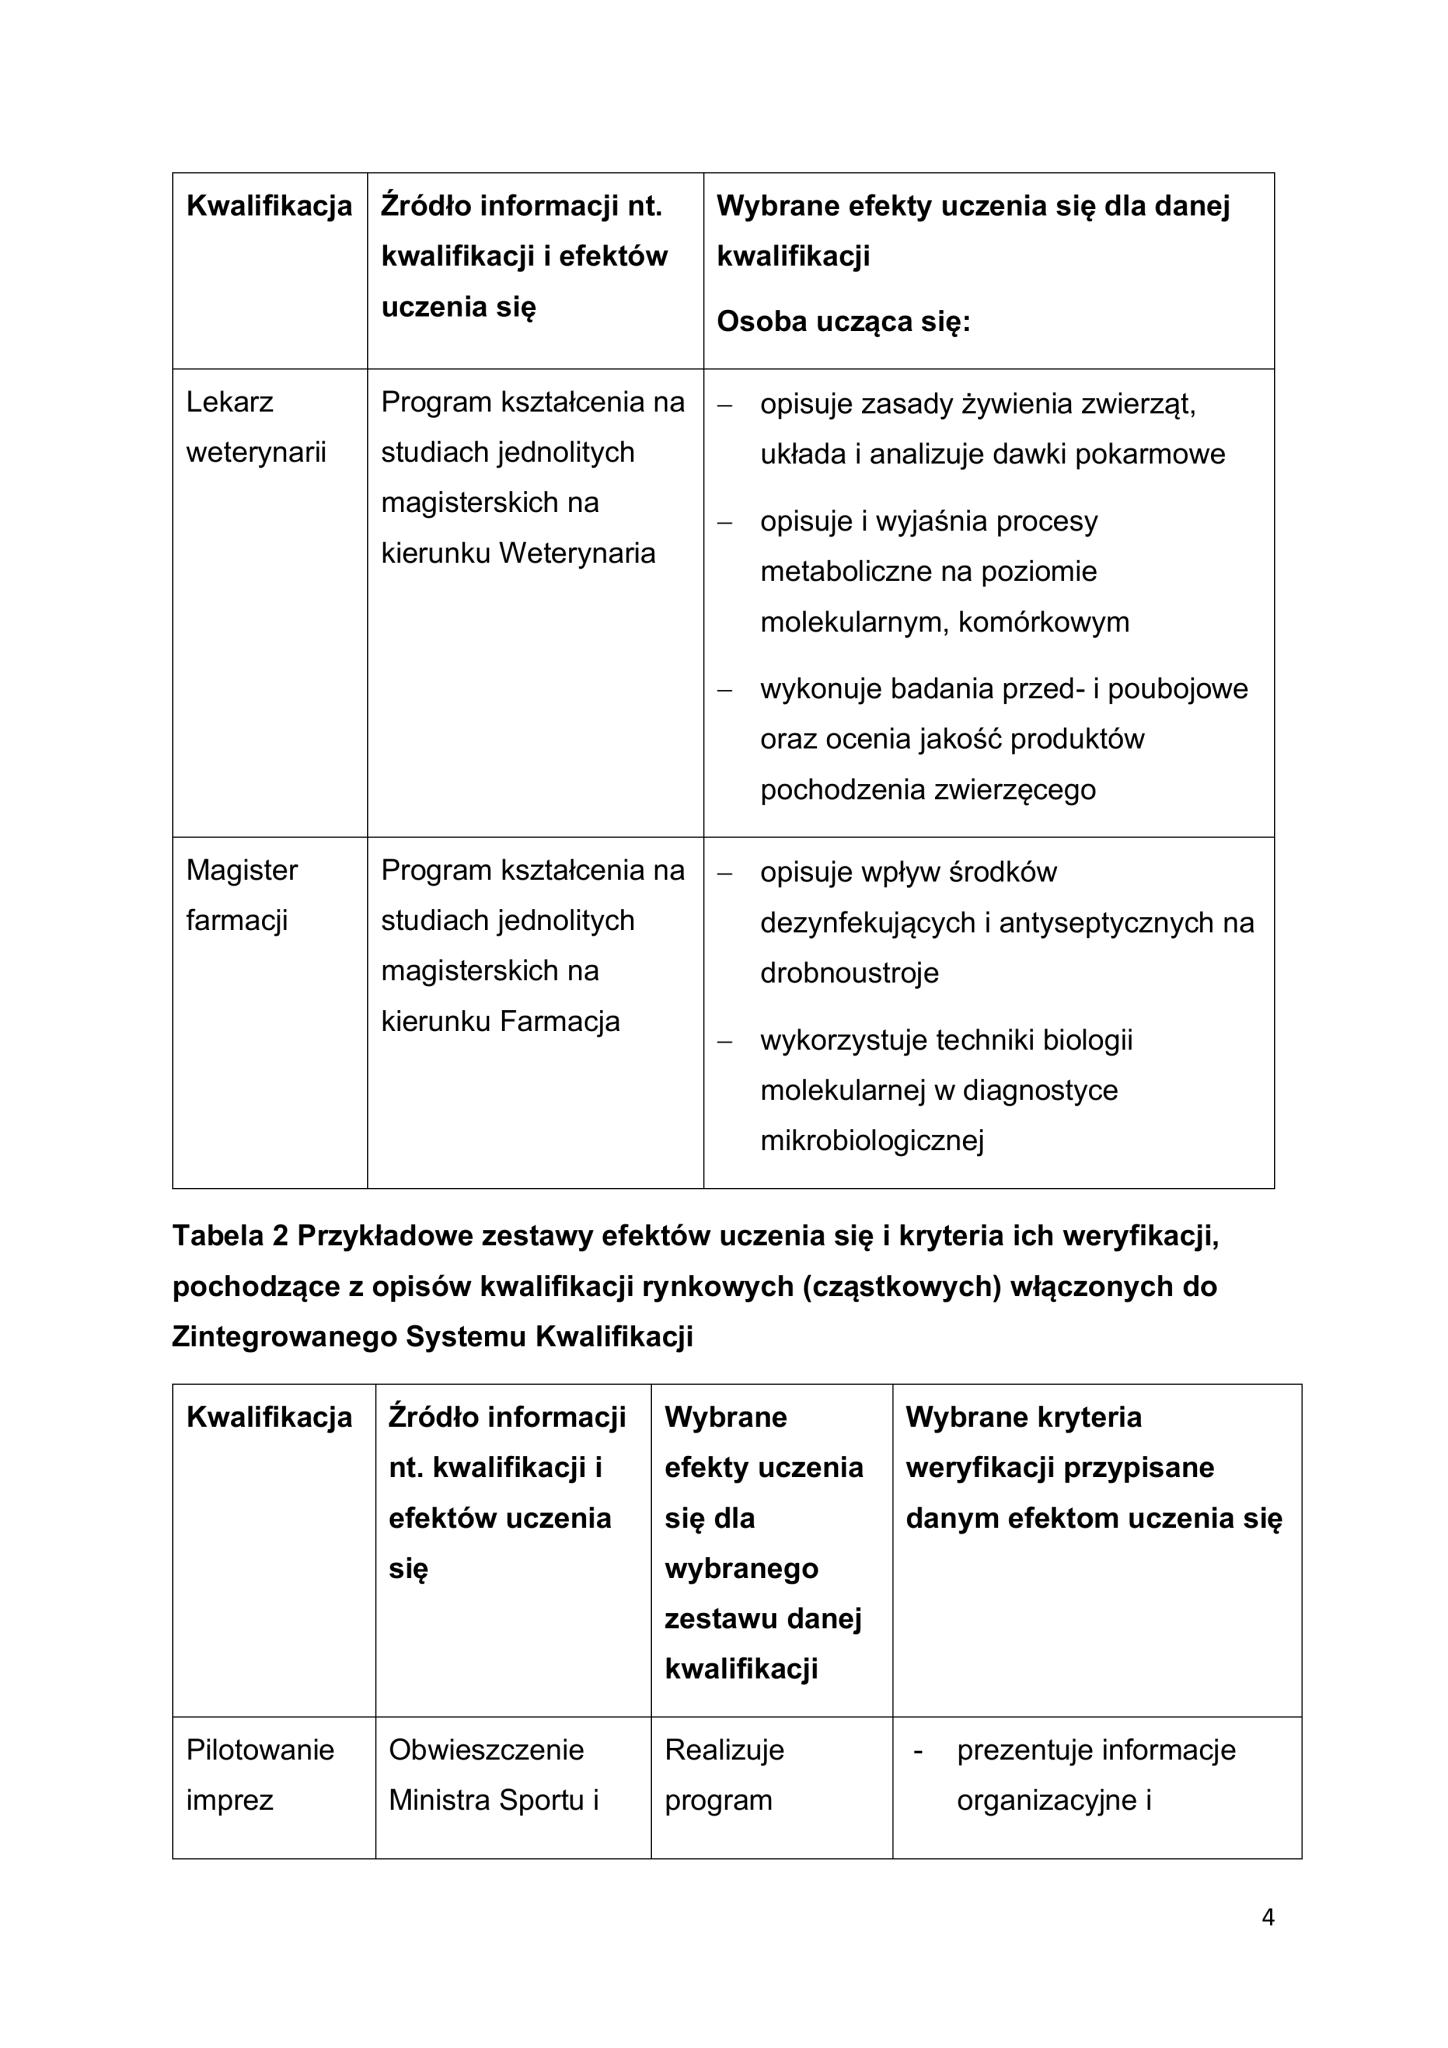 Kwalifikacja
Źródło informacji nt.
kwalifikacji i efektów
uczenia się
Wybrane efekty uczenia się dla danej
kwalifikacji
Osoba ucząca się:
Lekarz
weterynarii
Program kształcenia na
studiach jednolitych
magisterskich na
kierunku Weterynaria
– opisuje zasady żywienia zwierząt,
układa i analizuje dawki pokarmowe
– opisuje i wyjaśnia procesy
metaboliczne na poziomie
molekularnym, komórkowym
– wykonuje badania przed- i poubojowe
oraz ocenia jakość produktów
pochodzenia zwierzęcego
Magister
farmacji
Program kształcenia na
studiach jednolitych
magisterskich na
kierunku Farmacja
– opisuje wpływ środków
dezynfekujących i antyseptycznych na
drobnoustroje
– wykorzystuje techniki biologii
molekularnej w diagnostyce
mikrobiologicznej
Tabela 2 Przykładowe zestawy efektów uczenia się i kryteria ich weryfikacji,
pochodzące z opisów kwalifikacji rynkowych (cząstkowych) włączonych do
Zintegrowanego Systemu Kwalifikacji
Kwalifikacja
Źródło informacji
nt. kwalifikacji i
efektów uczenia
się
Wybrane
efekty uczenia
się dla
wybranego
zestawu danej
kwalifikacji
Wybrane kryteria
weryfikacji przypisane
danym efektom uczenia się
Pilotowanie
imprez
Obwieszczenie
Ministra Sportu i
Realizuje
program
- prezentuje informacje
organizacyjne i
4